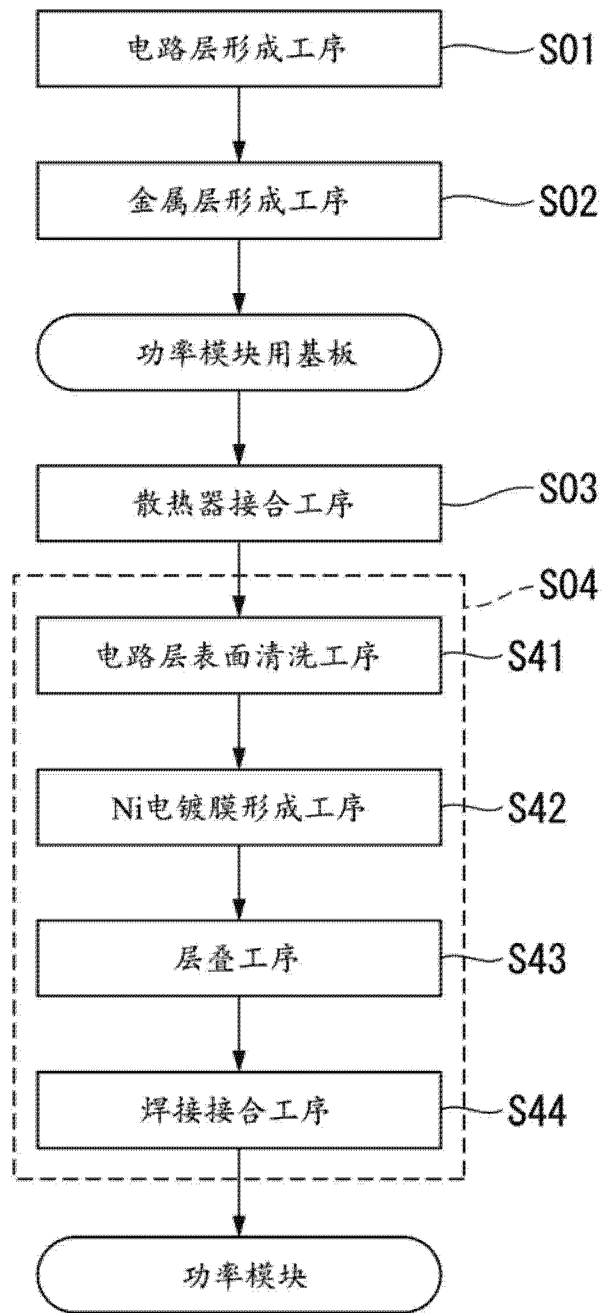 电路层形成工序
S01
金属层形成工序
S02
功率模块用基板
散热器接合工序
S03
S04
电路层表面清洗工序
S41
Ni电镀膜形成工序
S42
层叠工序
S43
焊接接合工序
S44
功率模块